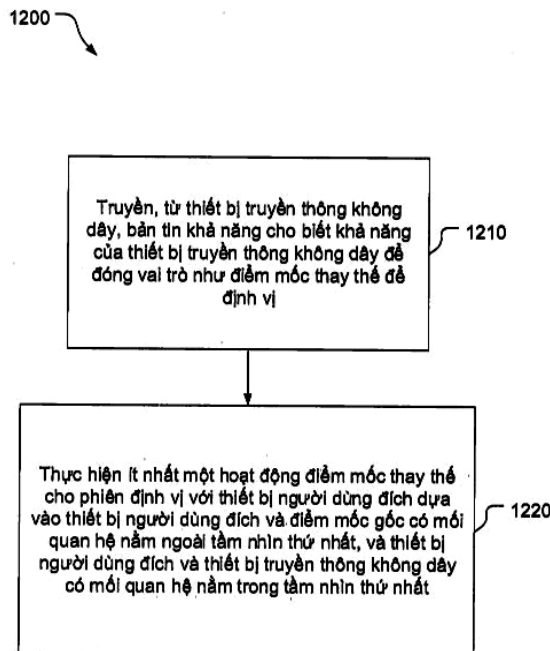 1200
Truyền, từ thiết bị truyền thông không
dây, bản tin khả năng cho biết khả năng
của thiết bị truyền thông không dây để
đóng vai trò như điểm mốc thay thế để
định vị
1210
Thực hiện ít nhất một hoạt động điểm mốc thay thế
cho phiên định vị với thiết bị người dùng đích dựa
vào thiết bị người dùng đích và điểm mốc gốc có mối
quan hệ nằm ngoài tầm nhìn thứ nhất, và thiết bị
người dùng đích và thiết bị truyền thông không dây
có mối quan hệ nằm trong tầm nhìn thứ nhất
1220